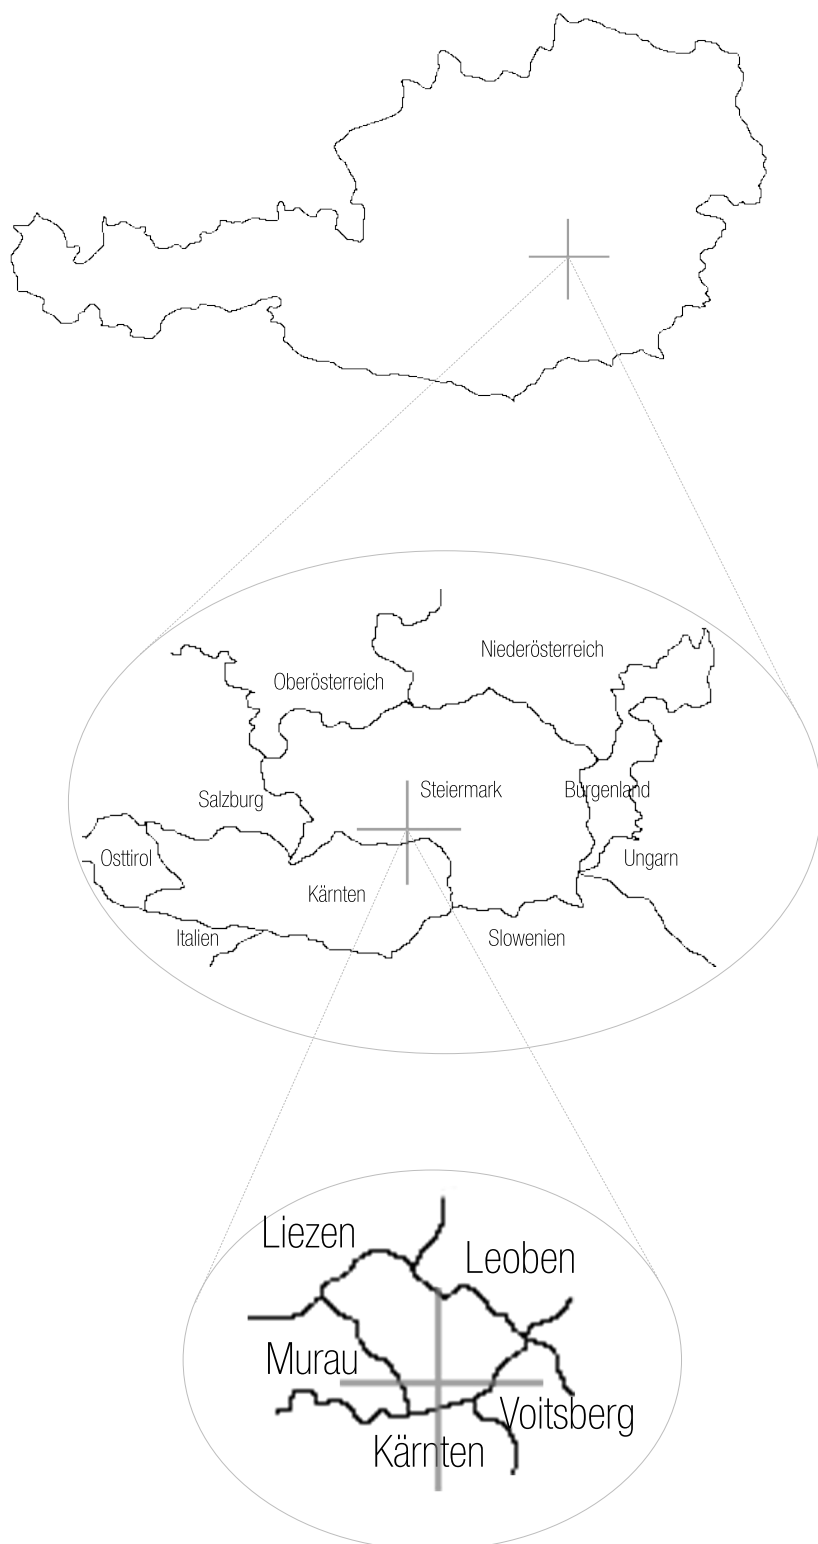 Niederösterreich
Oberösterreich
Salzburg
Steiermark
Burgenland
Osttirol
Kärnten
Ungarn
Italien
Slowenien
Liezen
Leoben
Murau
Voitsberg
Kärnten